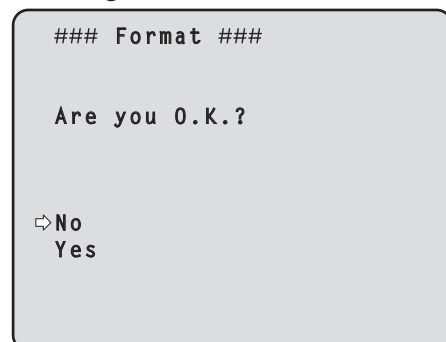 ### Format ###
Are you O.K.?
⇨No
Yes